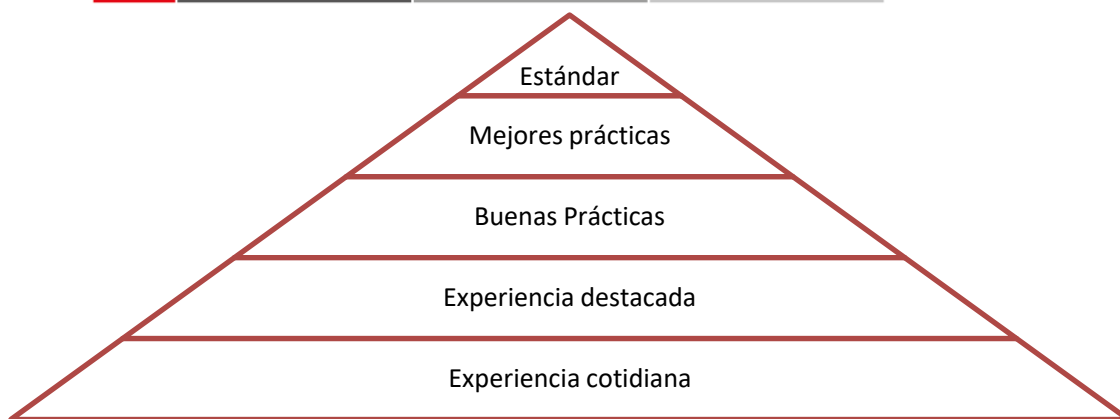 Estándar
Mejores prácticas
Buenas Prácticas
Experiencia destacada
Experiencia cotidiana